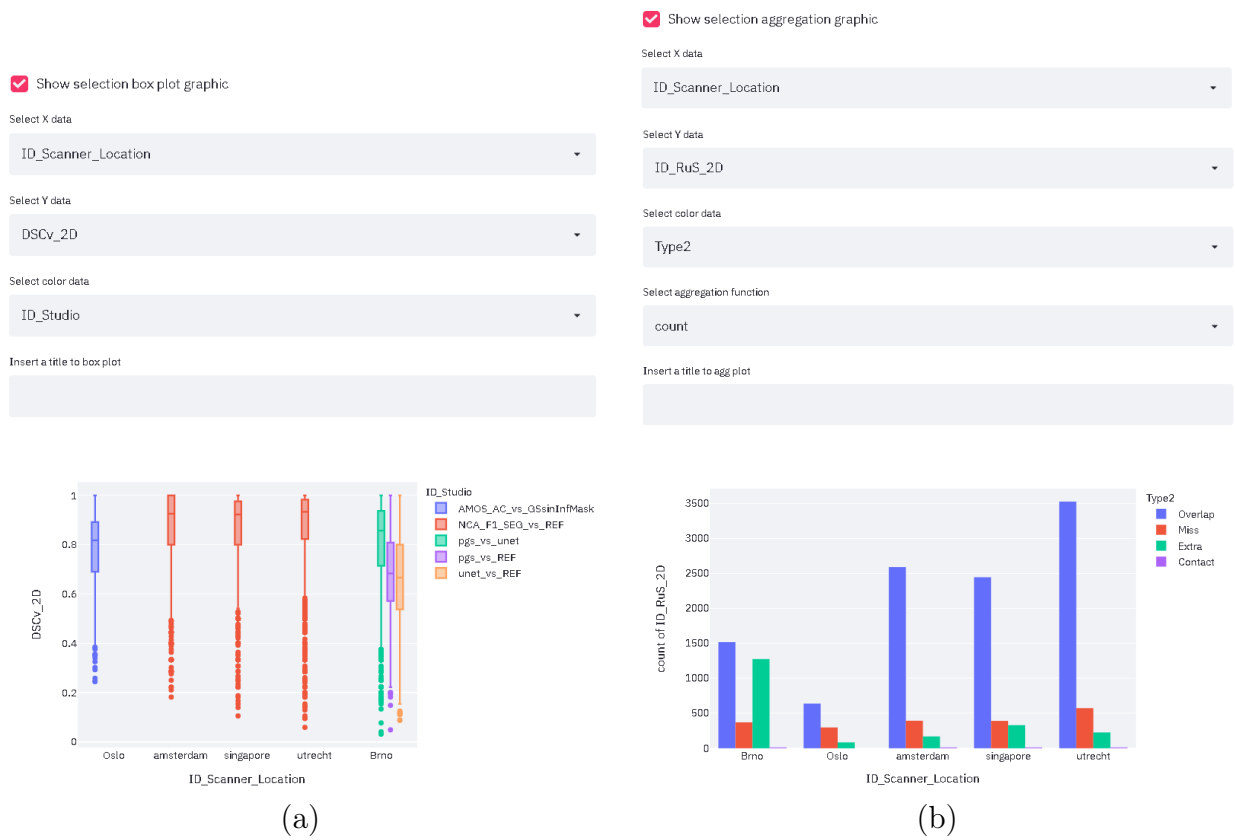 Show selection box plot graphic
Select X data
ID_Scanner_Location
Select Y data
DSCv_2D
Select color data
ID_Studio
Insert a title to box plot
1
0.8
0.6
0.4
0.2
0
DSCv_2D
Oslo amsterdam singapore utrecht Brno
ID_Scanner_Location
ID_Studio
AMOS_AC_vs_GSsinInfMask
NCA_F1_SEG_vs_REF
pgs_vs_unet
pgs_vs_REF
unet_vs_REF
(a)
Show selection aggregation graphic
Select X data
ID_Scanner_Location
Select Y data
ID_RuS_2D
Select color data
Type2
Select aggregation function
count
Insert a title to agg plot
3500
3000
2500
2000
1500
1000
500
0
count of ID_RuS_2D
Brno Oslo amsterdam singapore utrecht
ID_Scanner_Location
Type2
Overlap
Miss
Extra
Contact
(b)